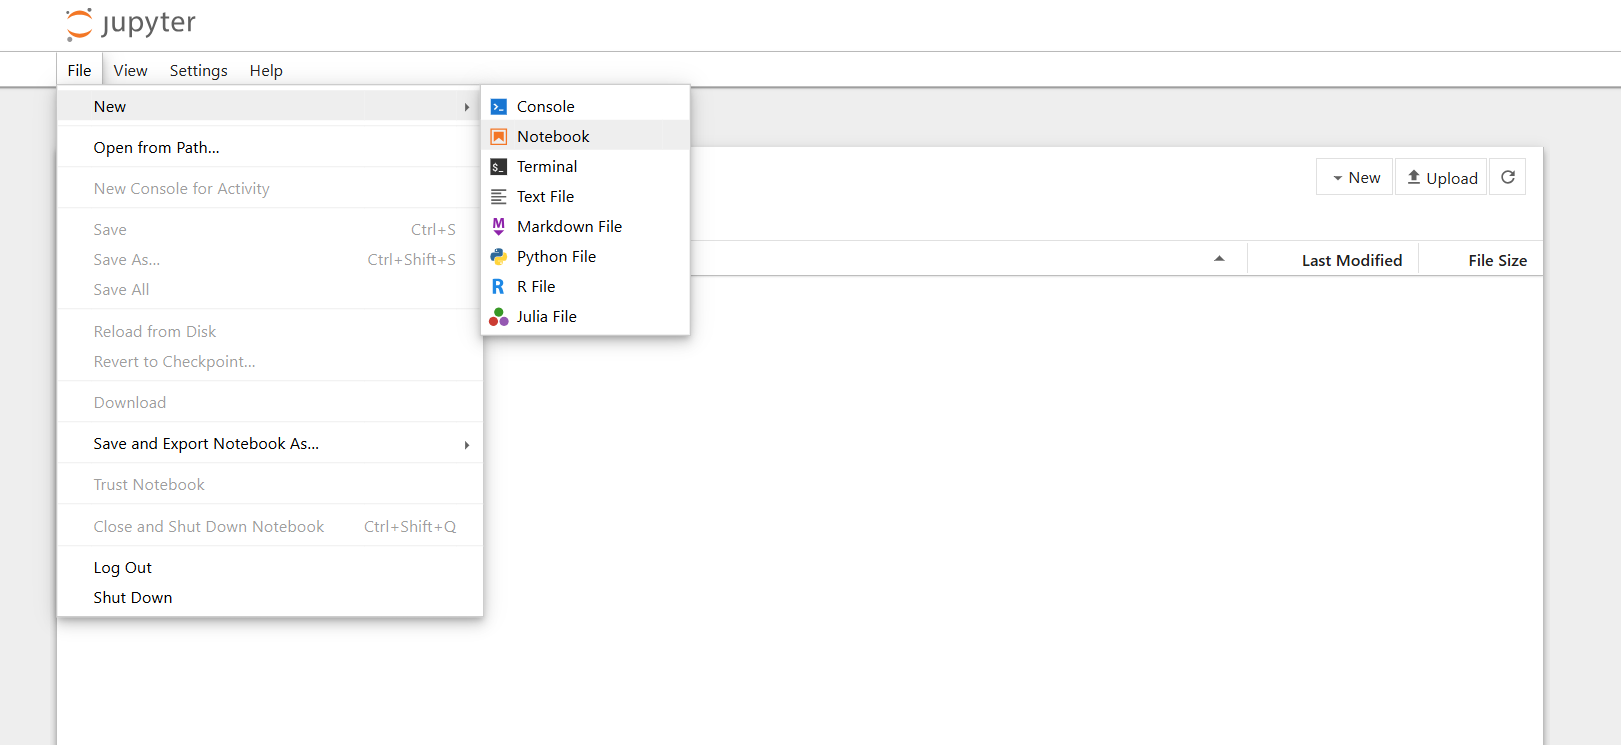 jupyter
File View Settings Help
New
Open from Path...
New Console for Activity
Save Ctrl+S
Save As... Ctrl+Shift+S
Save All
Reload from Disk
Revert to Checkpoint...
Download
Save and Export Notebook As...
Trust Notebook
Close and Shut Down Notebook Ctrl+Shift+Q
Log Out
Shut Down
Console
Notebook
$_ Terminal
Text File
M Markdown File
Python File
R R File
Julia File
New Upload
Last Modified File Size